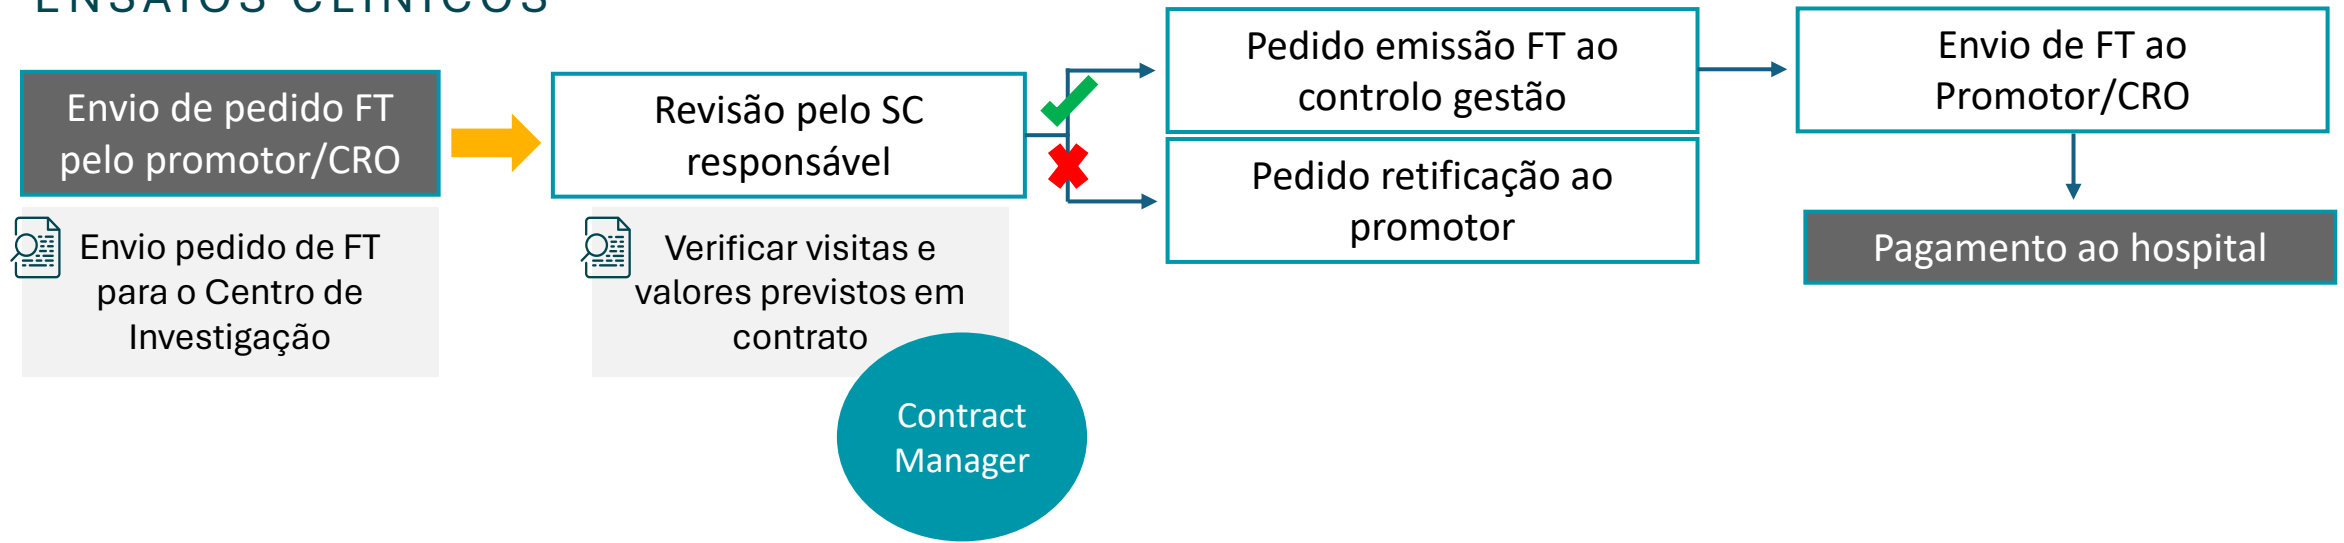 ENSAIOS CLÍNICOS
Envio de pedido FT
pelo promotor/CRO
Envio pedido de FT
para o Centro de
Investigação
Revisão pelo SC
responsável
Verificar visitas e
valores previstos em
contrato
Contract
Manager
Pedido emissão FT ao
controlo gestão
Pedido retificação ao
promotor
Envio de FT ao
Promotor/CRO
Pagamento ao hospital